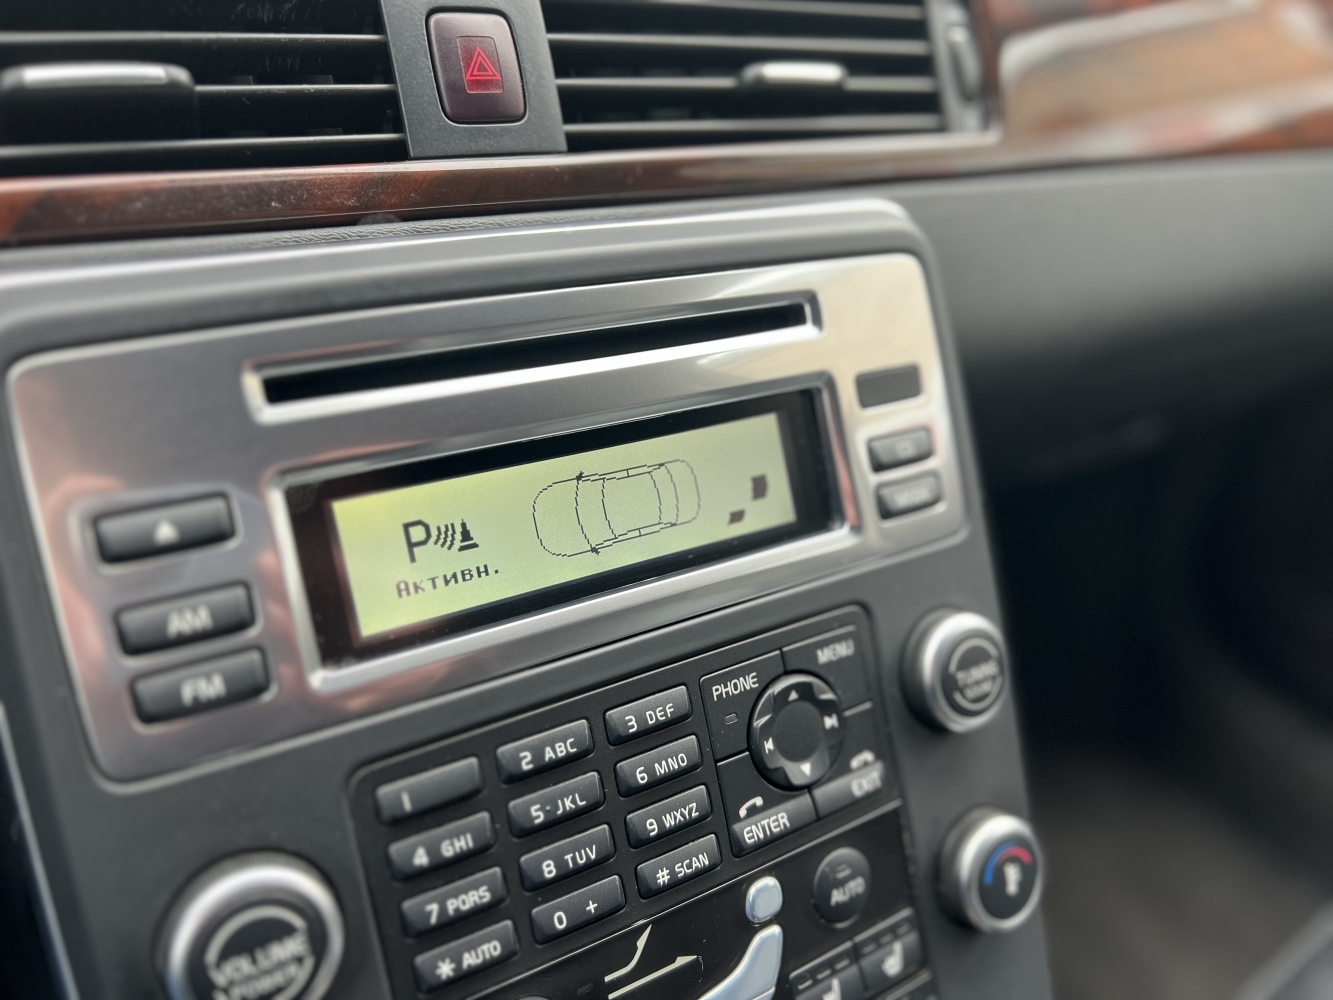 P
Активн.
AM
FM
MENU
PHONE
1
2 ABC
3 DEF
4 GHI
5 JKL
6 MNO
7 PQRS
8 TUV
9 WXYZ
* AUTO
0 +
# SCAN
ENTER
EXIT
TUNING
AUTO
VOLUME
POWER